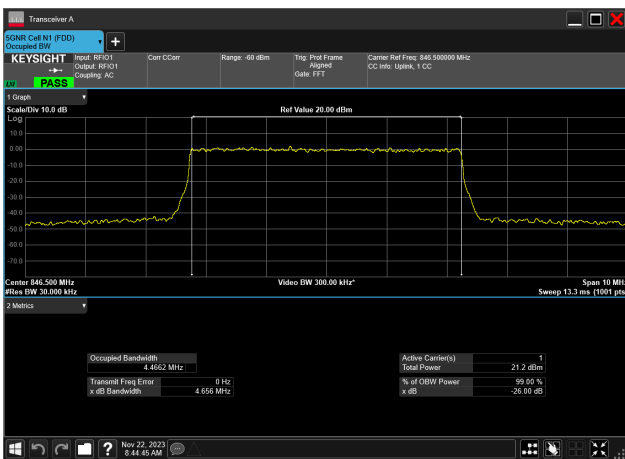 Transceiver A
5GNR Cell N1 (FDD)
Occupied BW
KEYSIGHT
PASS
Input: RFIO1
Output: RFIO1
Coupling: AC
Corr CCorr
Range: -60 dBm
Trig: Prot Frame
Aligned
Gate: FFT
Carrier Ref Freq: 846.500000 MHz
CC Info: Uplink, 1 CC
1 Graph
Scale/Div 10.0 dB
Ref Value 20.00 dBm
Log
10.0
0.00
-10.0
-20.0
-30.0
-40.0
-50.0
-60.0
-70.0
Center 846.500 MHz
Video BW 300.00 kHz*
Span 10 MHz
#Res BW 30.000 kHz
Sweep 13.3 ms (1001 pts
2 Metrics
Occupied Bandwidth
4.4662 MHz
Transmit Freq Error 0 Hz
x dB Bandwidth 4.656 MHz
Active Carrier(s) 1
Total Power 21.2 dBm
% of OBW Power 99.00 %
x dB -26.00 dB
?
Nov 22, 2023
8:44:45 AM